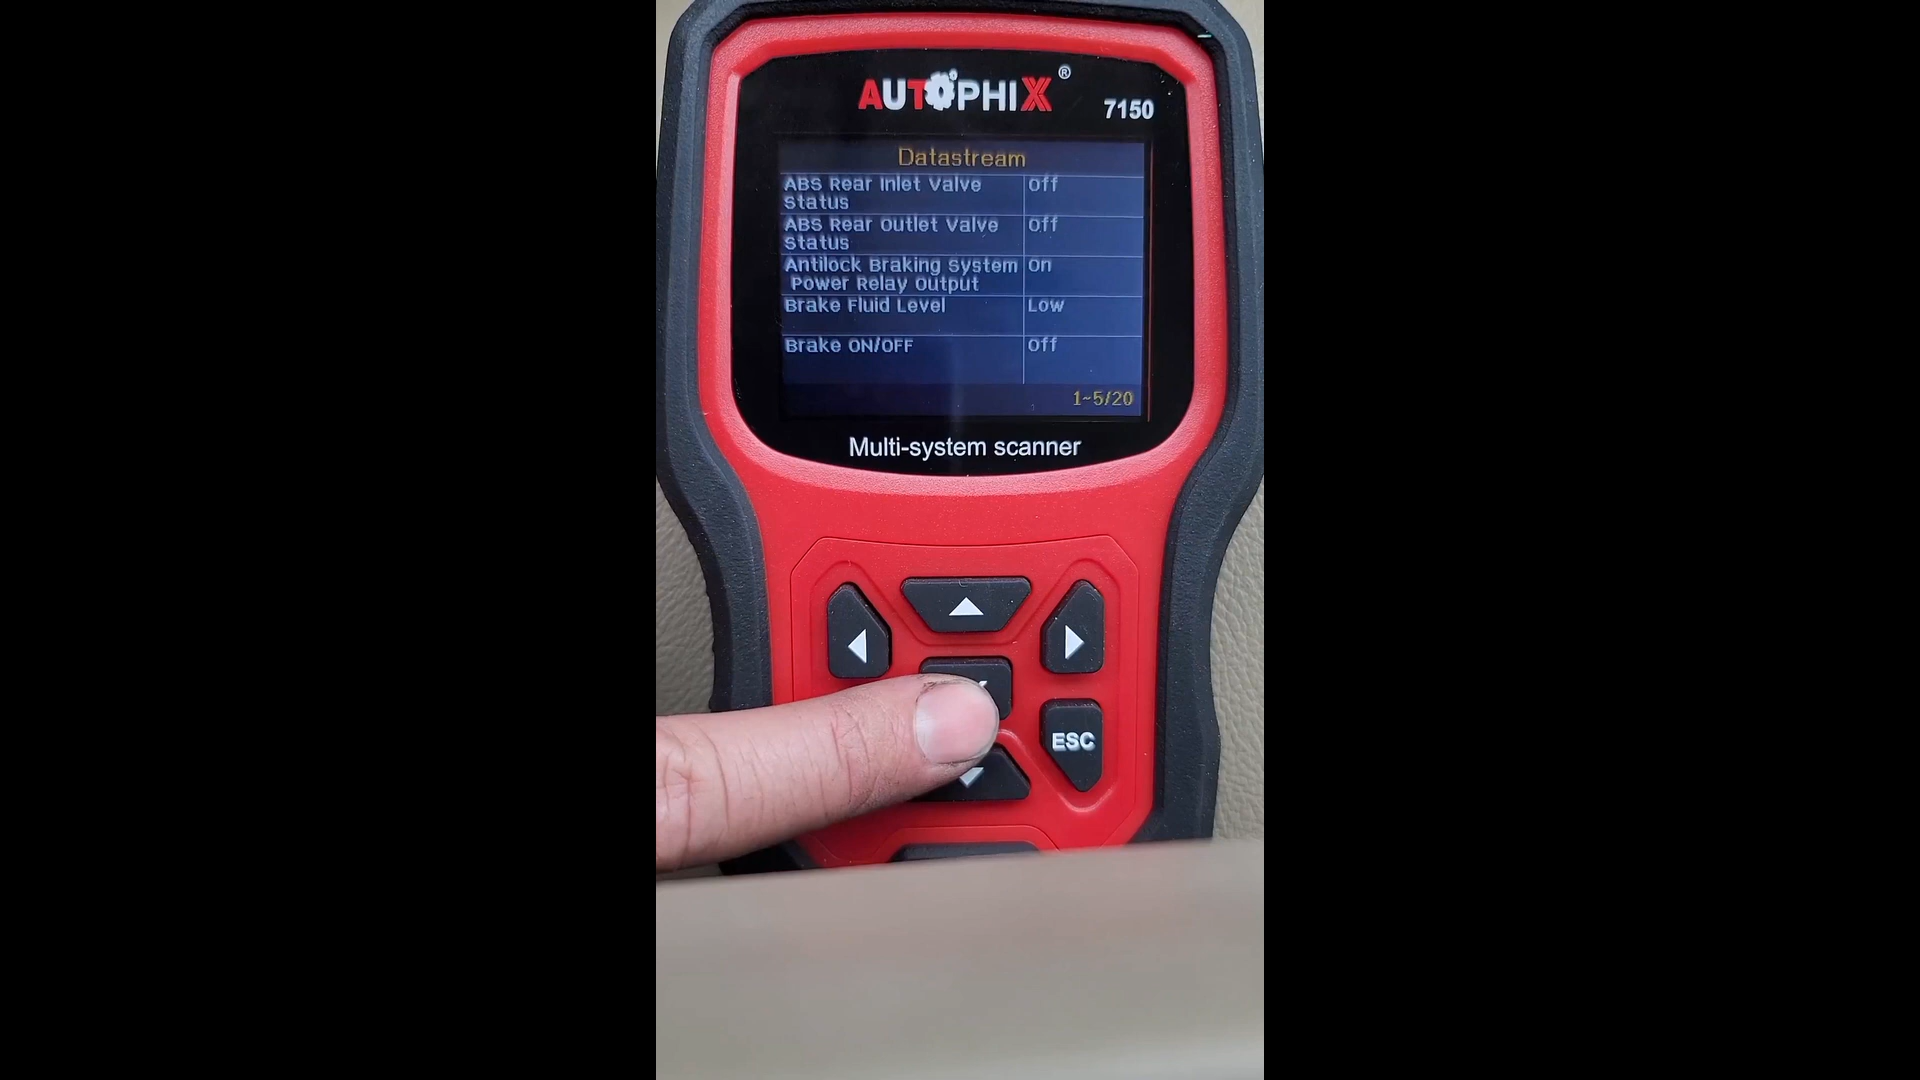 AUTOPHIX ®
7150
Datastream
ABS Rear Inlet Valve Off
Status
ABS Rear Outlet Valve Off
Status
Antilock Braking System On
Power Relay Output
Brake Fluid Level Low
Brake ON/OFF Off
1~5/20
Multi-system scanner
ESC